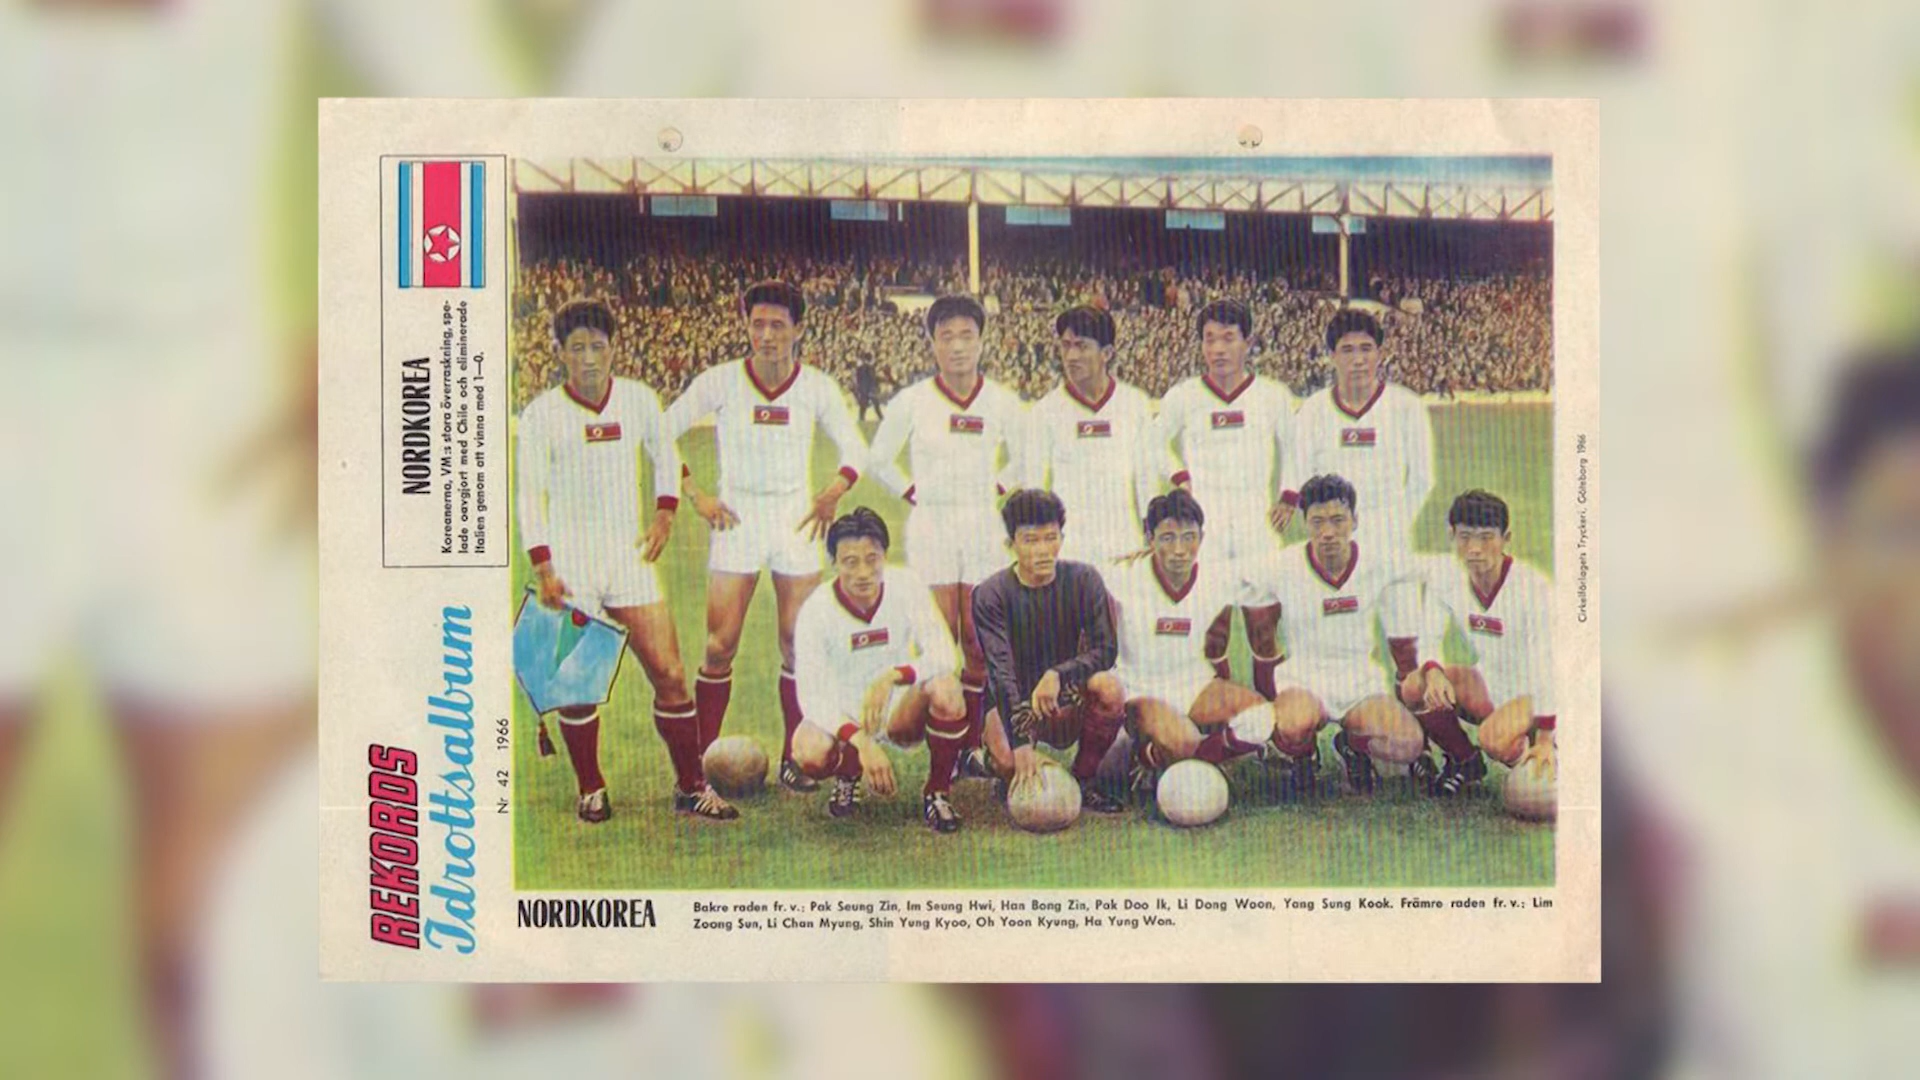 NORDKOREA
Koreanerna, VM:s stora överraskning, spe-
lade oavgjort med Chile och eliminerade
Italien genom att vinna med 1—0.
REKORDS
Idrottsalbum
Nr 42 1966
NORDKOREA
Bakre raden fr. v.: Pak Seung Zin, Im Seung Hwi, Han Bong Zin, Pak Doo Ik, Li Dong Woon, Yang Sung Kook. Främre raden fr. v.: Lim
Zoong Sun, Li Chan Myung, Shin Yung Kyoo, Oh Yoon Kyung, Ha Yung Won.
Cirkelförlagets Tryckeri, Göteborg 1966